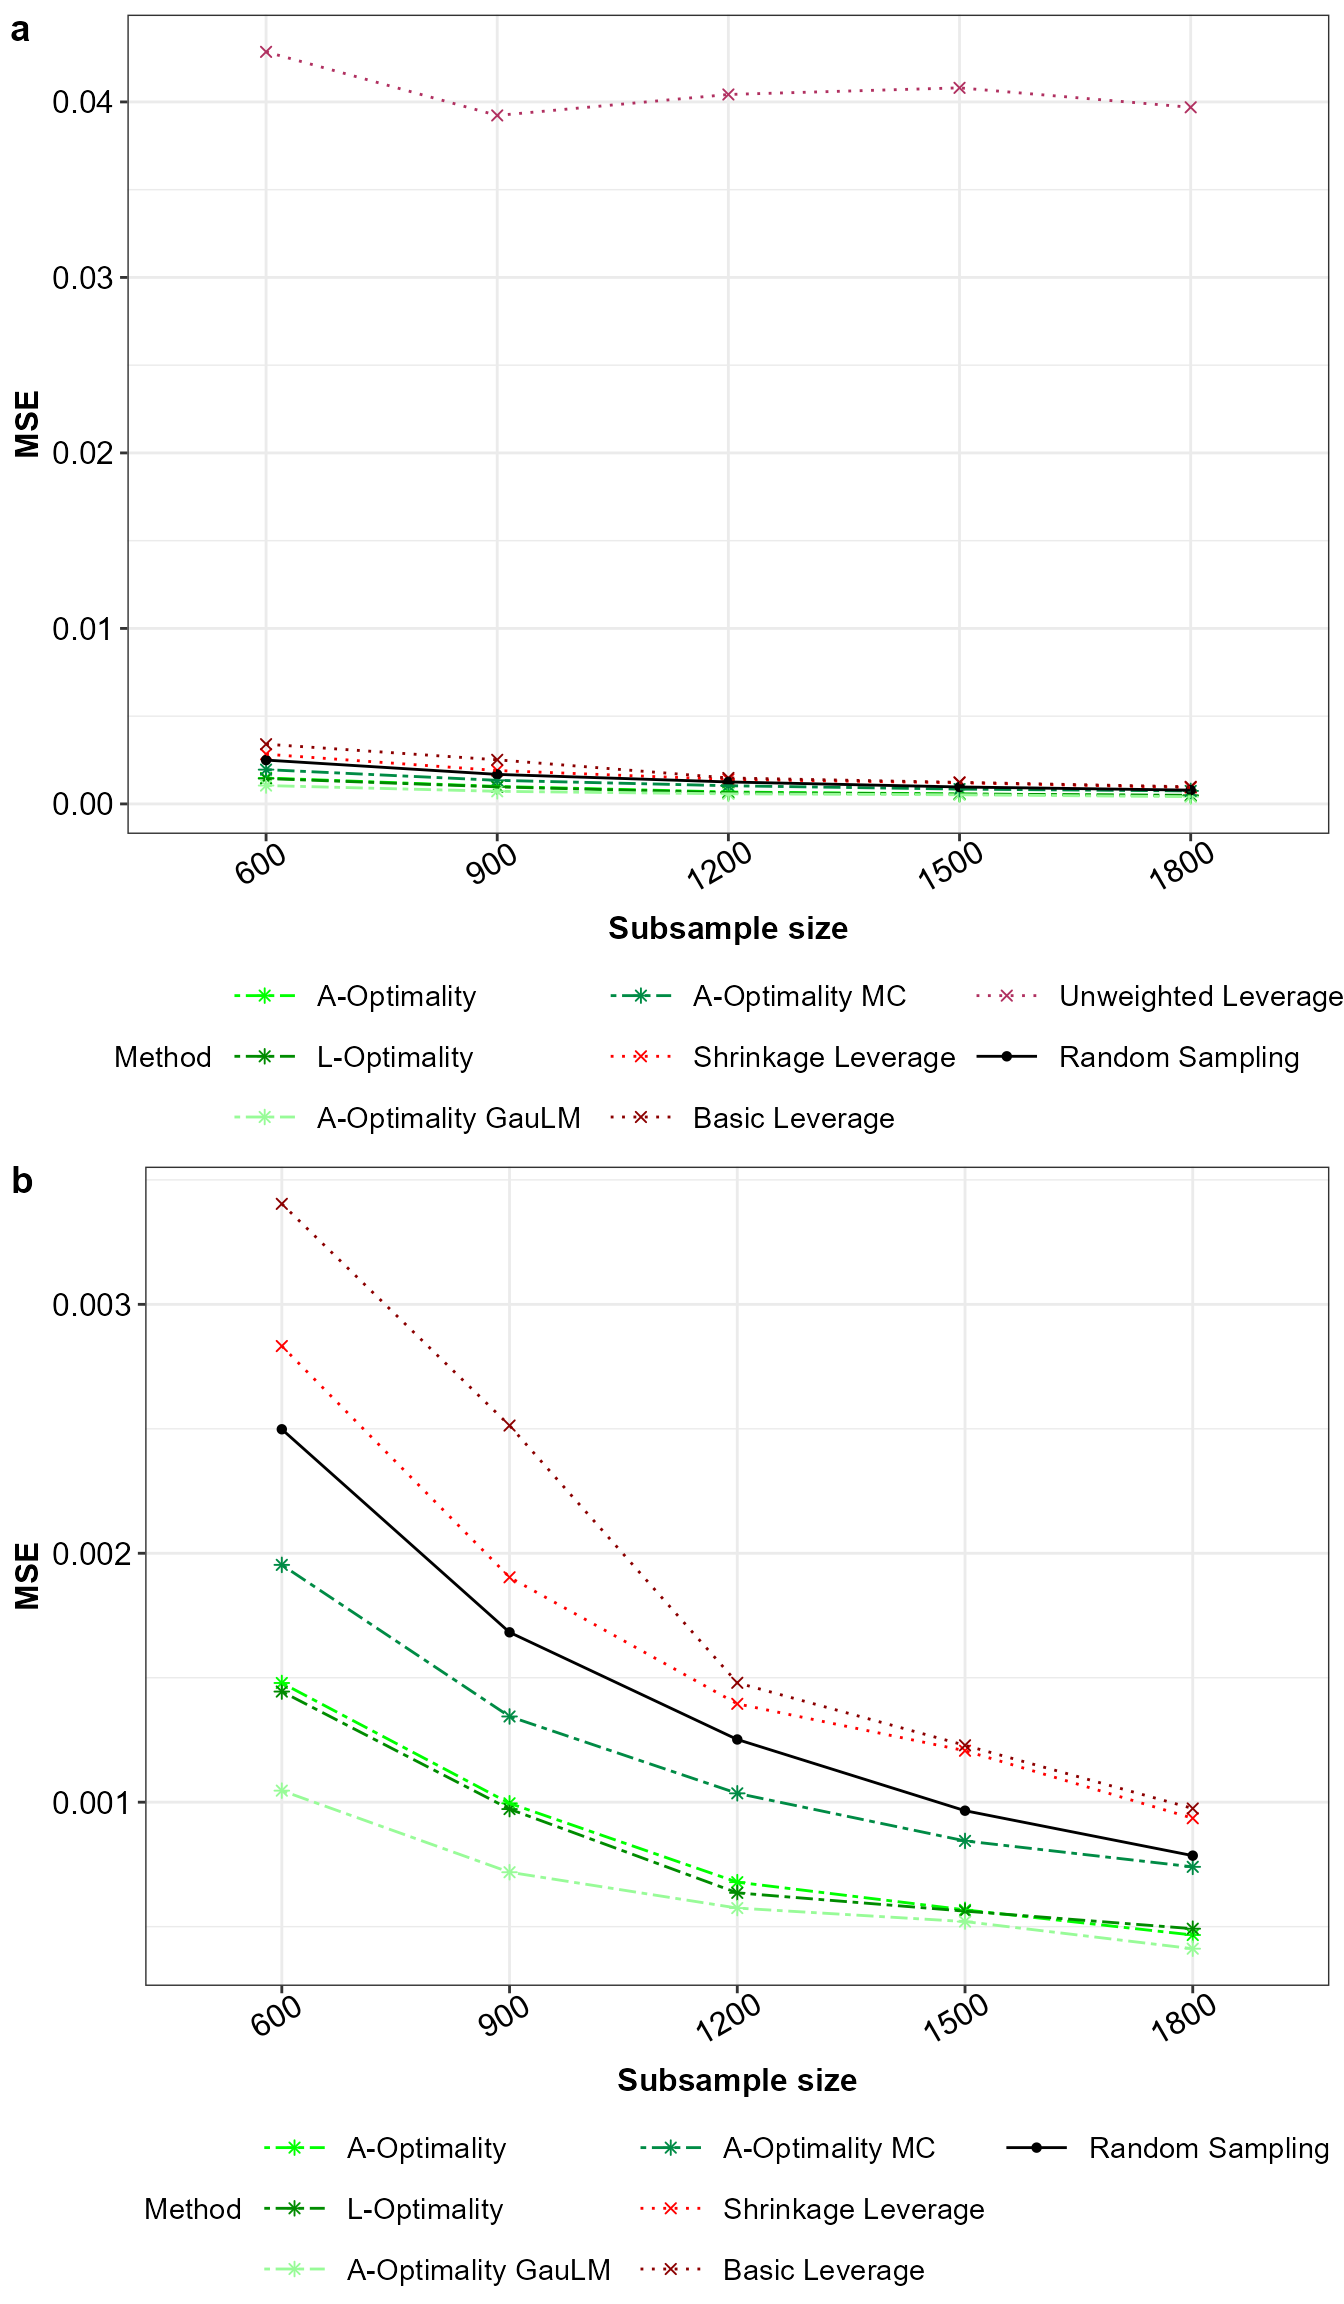 a
0.04
0.03
0.02
0.01
0.00
MSE
600 900 1200 1500 1800
Subsample size
A-Optimality A-Optimality MC Unweighted Leverage
Method L-Optimality Shrinkage Leverage Random Sampling
A-Optimality GauLM Basic Leverage
b
0.003
0.002
0.001
MSE
600 900 1200 1500 1800
Subsample size
A-Optimality A-Optimality MC Random Sampling
Method L-Optimality Shrinkage Leverage
A-Optimality GauLM Basic Leverage